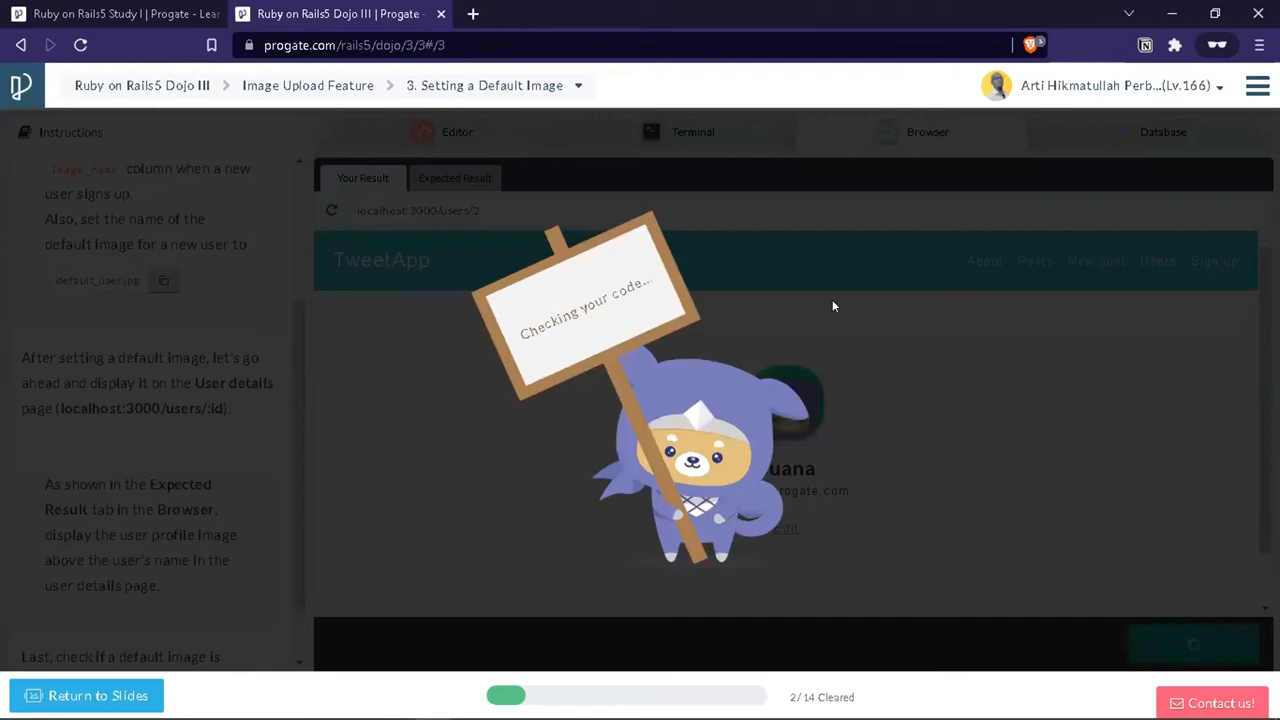 Ruby on Rails5 Study I | Progate - Lear
Ruby on Rails5 Dojo III | Progate -
progate.com/rails5/dojo/3/3#/3
5
Ruby on Rails5 Dojo III
Image Upload Feature
3. Setting a Default Image
Arti Hikmatullah Perb...(Lv.166)
Instructions
Editor
Terminal
Browser
Database
image_name column when a new
user signs up.
Also, set the name of the
default image for a new user to
default_user.jpg
After setting a default image, let's go
ahead and display it on the User details
page (localhost:3000/users/:id).
As shown in the Expected
Result tab in the Browser,
display the user profile image
above the user's name in the
user details page.
Last, check if a default image is
Your Result
Expected Result
localhost:3000/users/2
TweetApp
About
Posts
New post
Users
Sign up
Checking your code...
uana
rogate.com
Edit
Return to Slides
2/14 Cleared
Contact us!